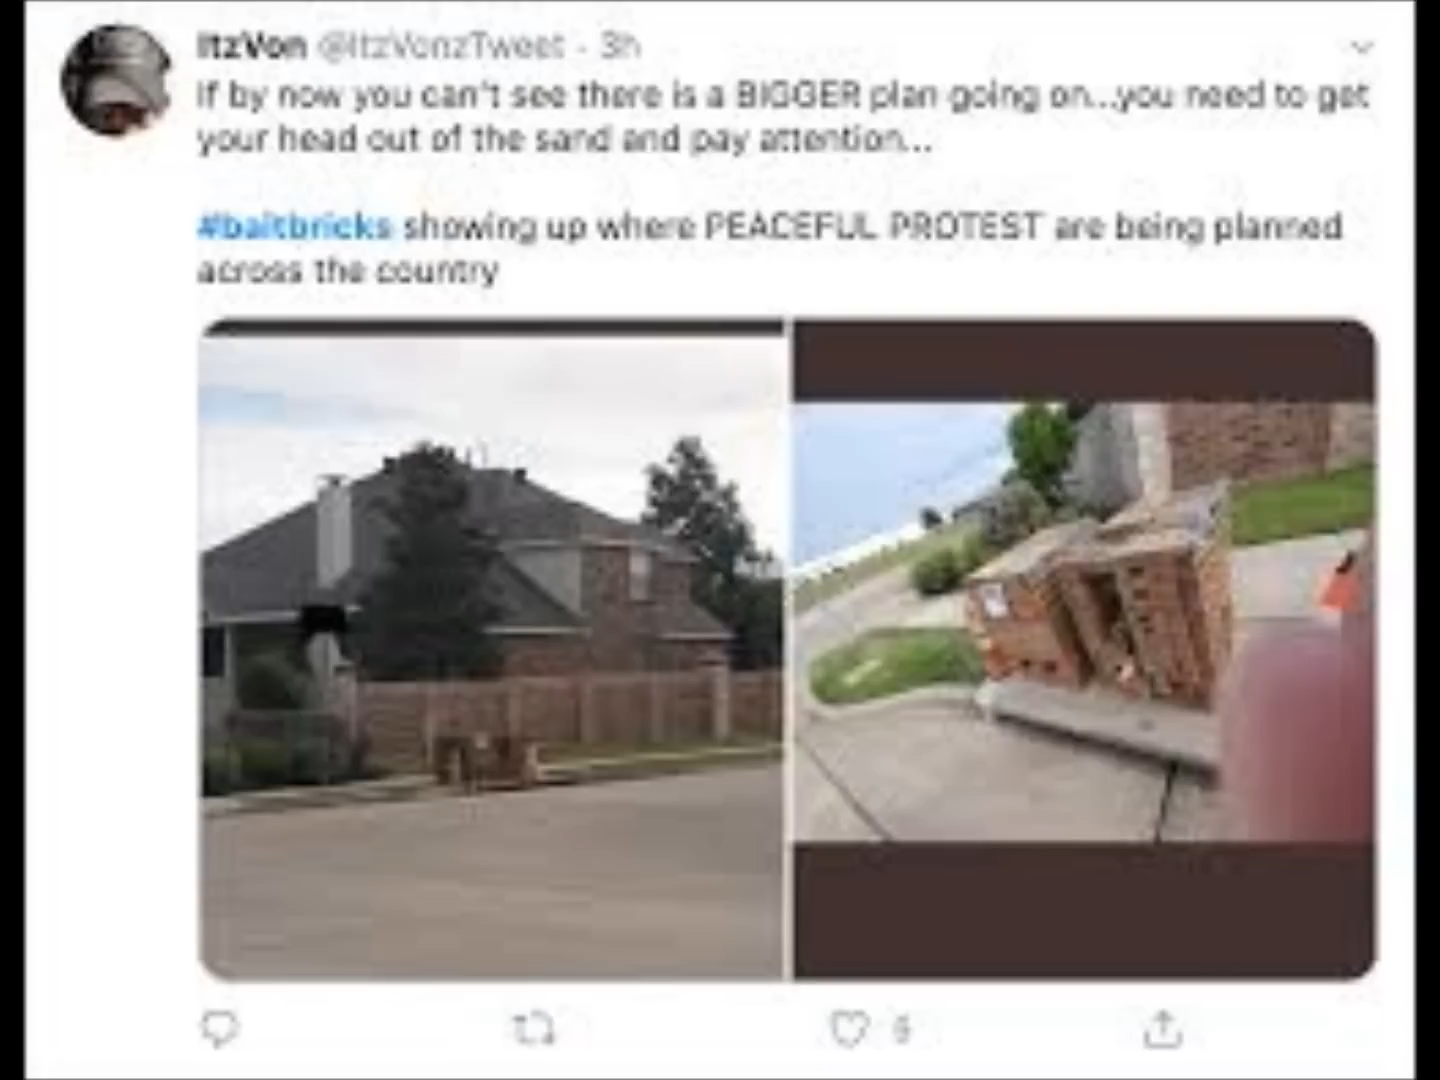 ItzVon @ItzVonzTweet · 3h
If by now you can't see there is a BIGGER plan going on...you need to get
your head out of the sand and pay attention...
#baitbricks showing up where PEACEFUL PROTEST are being planned
across the country